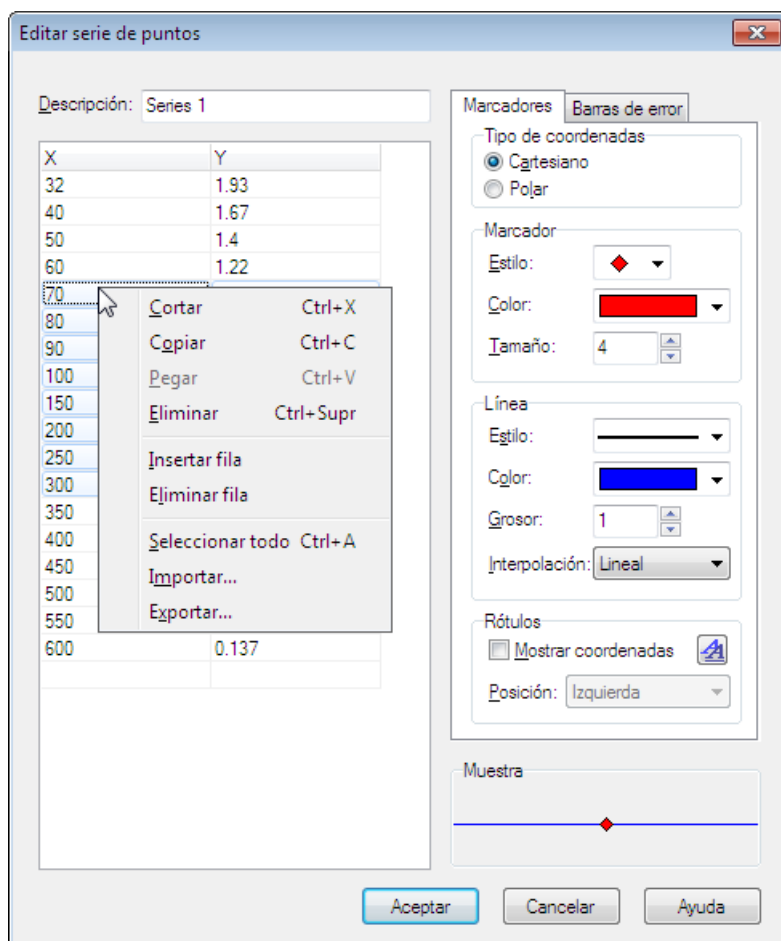 Editar serie de puntos
Descripción: Series 1
X Y
32 1.93
40 1.67
50 1.4
60 1.22
70
80
90
100
150
200
250
300
350
400
450
500
550
600 0.137
Cortar Ctrl+X
Copiar Ctrl+C
Pegar Ctrl+V
Eliminar Ctrl+Supr
Insertar fila
Eliminar fila
Seleccionar todo Ctrl+A
Importar...
Exportar...
Marcadores Barras de error
Tipo de coordenadas
Cartesiano
Polar
Marcador
Estilo:
Color:
Tamaño: 4
Línea
Estilo:
Color:
Grosor: 1
Interpolación: Lineal
Rótulos
Mostrar coordenadas
Posición: Izquierda
Muestra
Aceptar Cancelar Ayuda